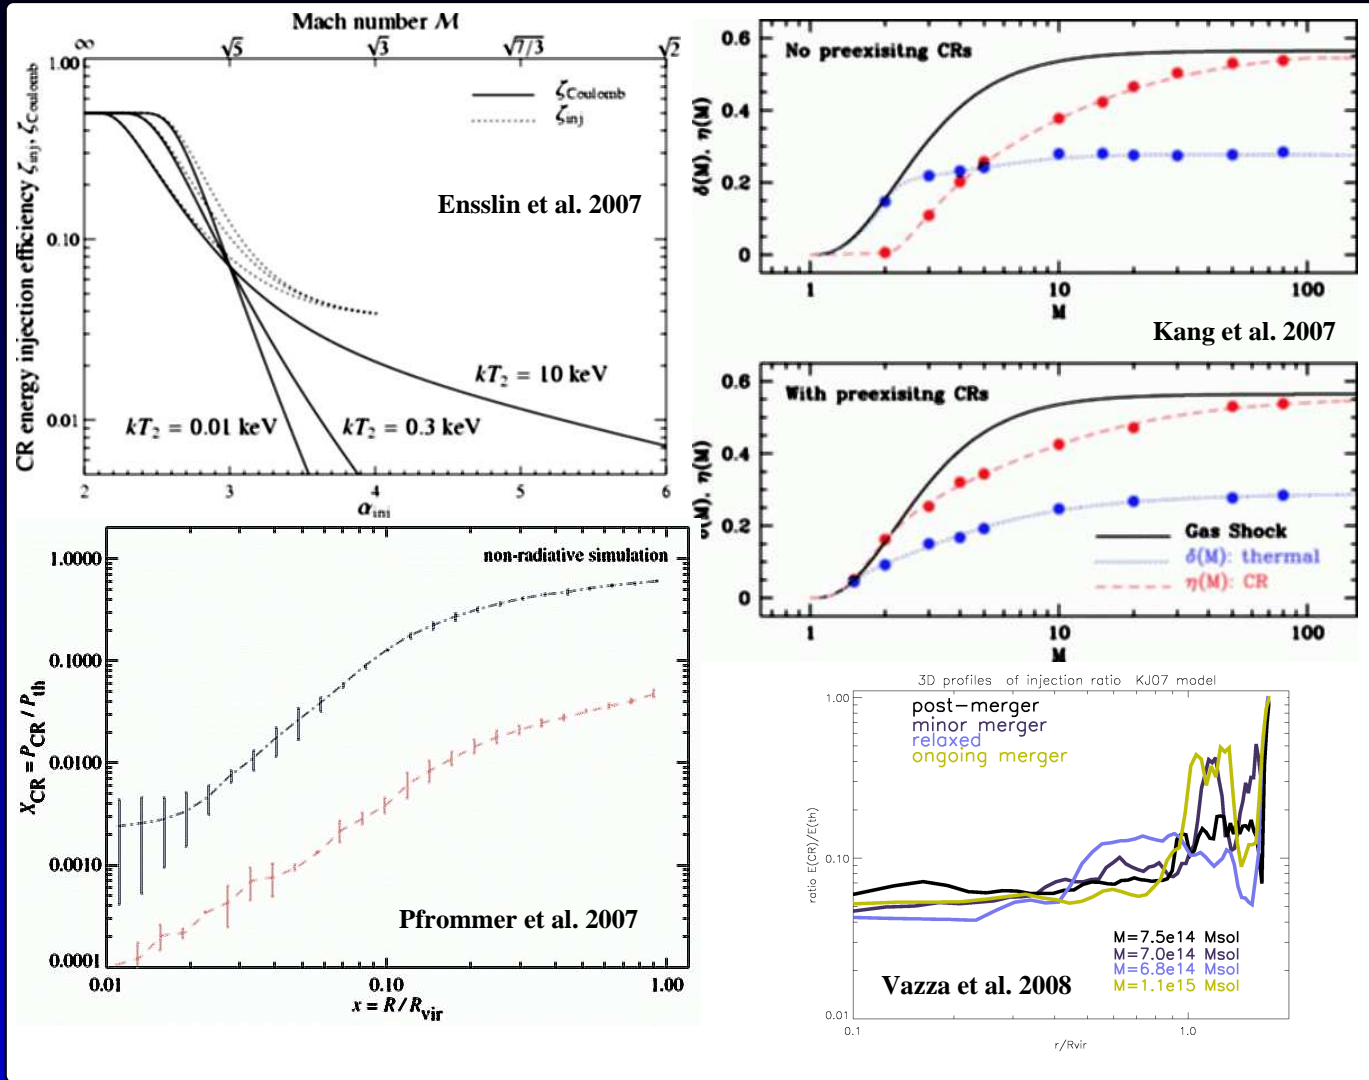 Mach number M
∞ √5 √3 √7/3 √2
1.00
0.10
0.01
CR energy injection efficiency ζinj, ζCoulomb
ζCoulomb
ζinj
Ensslin et al. 2007
kT2 = 10 keV
kT2 = 0.01 keV
kT2 = 0.3 keV
2 3 4 5 6
αinj
0.6
0.4
0.2
0
δ(M), η(M)
No preexisitng CRs
1 10 100
M
Kang et al. 2007
0.6
0.4
0.2
0
δ(M), η(M)
With preexisitng CRs
Gas Shock
δ(M): thermal
η(M): CR
1 10 100
M
1.0000
0.1000
0.0100
0.0010
0.0001
XCR = PCR / Pth
non-radiative simulation
Pfrommer et al. 2007
0.01 0.10 1.00
x = R / Rvir
3D profiles of injection ratio KJ07 model
1.00
0.10
0.01
ratio E(CR)/E(th)
post-merger
minor merger
relaxed
ongoing merger
M=7.5e14 Msol
M=7.0e14 Msol
M=6.8e14 Msol
M=1.1e15 Msol
Vazza et al. 2008
0.1 1.0
r/Rvir